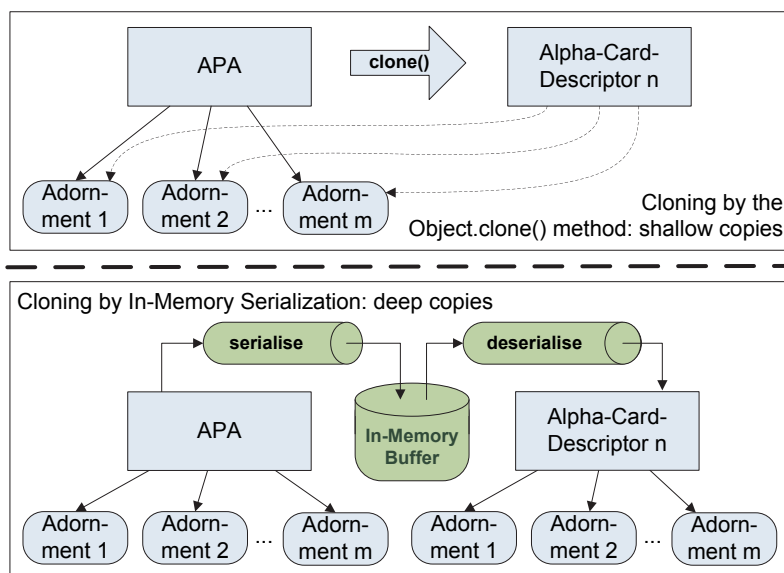 APA
clone()
Alpha-Card-
Descriptor n
Adorn-
ment 1
Adorn-
ment 2
...
Adorn-
ment m
Cloning by the
Object.clone() method: shallow copies
Cloning by In-Memory Serialization: deep copies
serialise
deserialise
APA
In-Memory
Buffer
Alpha-Card-
Descriptor n
Adorn-
ment 1
Adorn-
ment 2
...
Adorn-
ment m
Adorn-
ment 1
Adorn-
ment 2
...
Adorn-
ment m